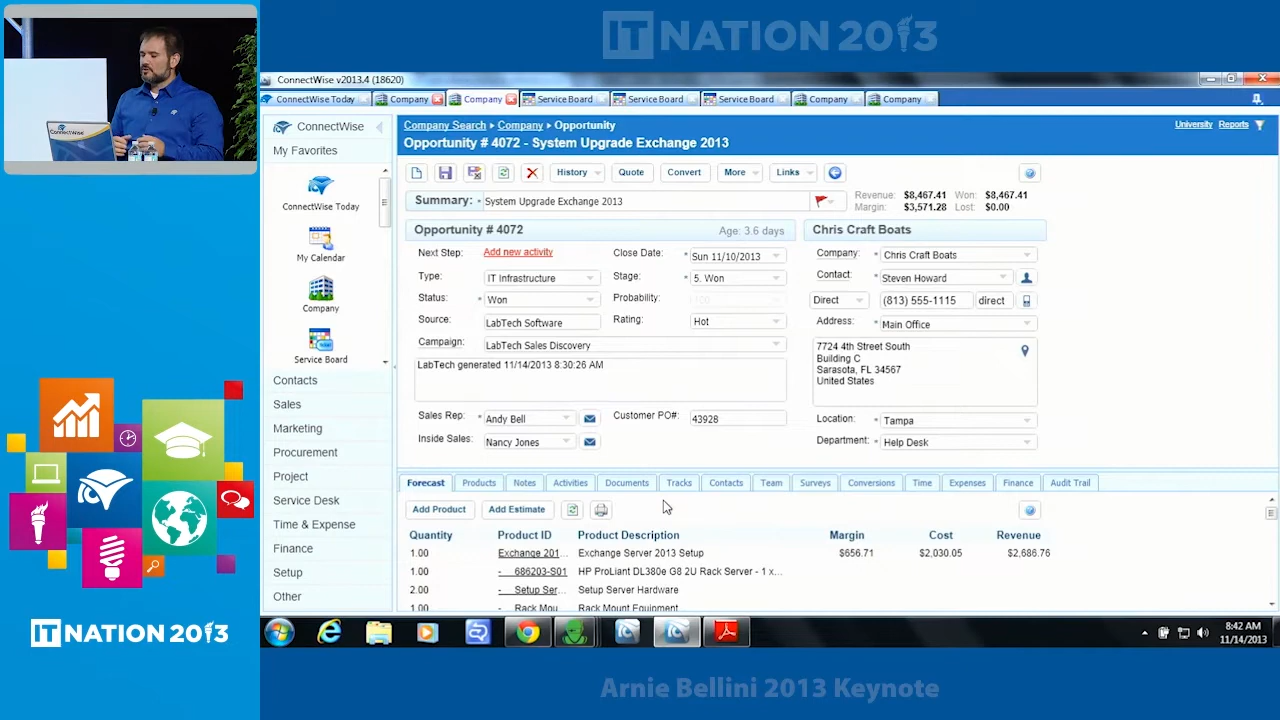 IT NATION 2013
ConnectWise v2013.4 (18620)
ConnectWise Today Company Company Service Board Service Board Service Board Company Company
ConnectWise
My Favorites
ConnectWise Today
My Calendar
Company
Service Board
Contacts
Sales
Marketing
Procurement
Project
Service Desk
Time & Expense
Finance
Setup
Other
Company Search > Company > Opportunity
University Reports
Opportunity # 4072 - System Upgrade Exchange 2013
History Quote Convert More Links
Summary: * System Upgrade Exchange 2013
Revenue: $8,467.41 Won: $8,467.41
Margin: $3,571.28 Lost: $0.00
Opportunity # 4072 Age: 3.6 days
Next Step: Add new activity Close Date: * Sun 11/10/2013
Type: IT Infrastructure Stage: * 5. Won
Status: * Won Probability: 100
Source: LabTech Software Rating: Hot
Campaign: LabTech Sales Discovery
LabTech generated 11/14/2013 8:30:26 AM
Sales Rep: * Andy Bell Customer PO#: 43928
Inside Sales: Nancy Jones
Chris Craft Boats
Company: * Chris Craft Boats
Contact: * Steven Howard
Direct (813) 555-1115 direct
Address: * Main Office
7724 4th Street South
Building C
Sarasota, FL 34567
United States
Location: * Tampa
Department: * Help Desk
Forecast Products Notes Activities Documents Tracks Contacts Team Surveys Conversions Time Expenses Finance Audit Trail
Add Product Add Estimate
Quantity Product ID Product Description Margin Cost Revenue
1.00 Exchange 201... Exchange Server 2013 Setup $656.71 $2,030.05 $2,686.76
1.00 - 686203-S01 HP ProLiant DL380e G8 2U Rack Server - 1 x...
2.00 - Setup Ser... Setup Server Hardware
1.00 - Rack Mou Rack Mount Equipment
8:42 AM
11/14/2013
IT NATION 2013
Arnie Bellini 2013 Keynote